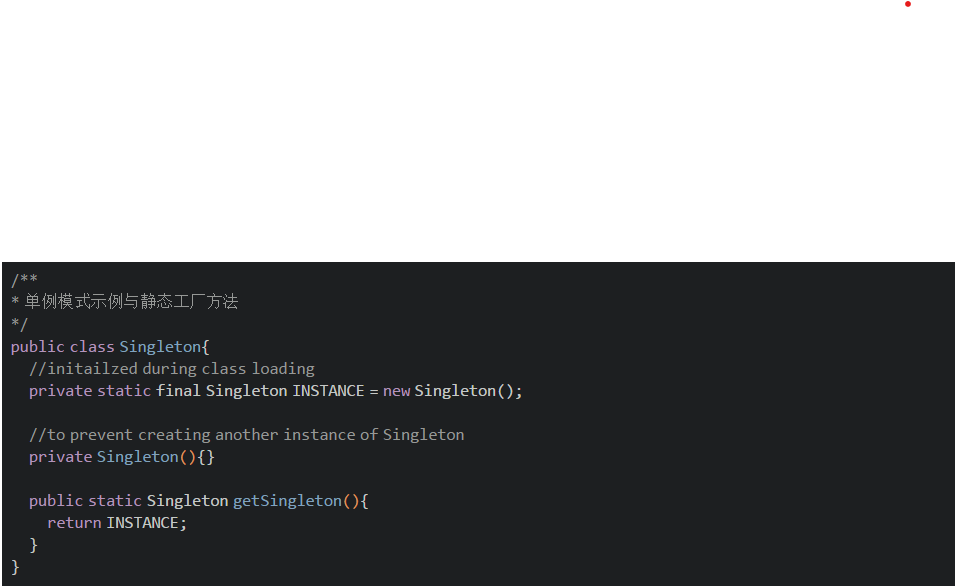 /**
* 单例模式示例与静态工厂方法
*/
public class Singleton{
//initailzed during class loading
private static final Singleton INSTANCE = new Singleton();
//to prevent creating another instance of Singleton
private Singleton(){}
public static Singleton getSingleton(){
return INSTANCE;
}
}